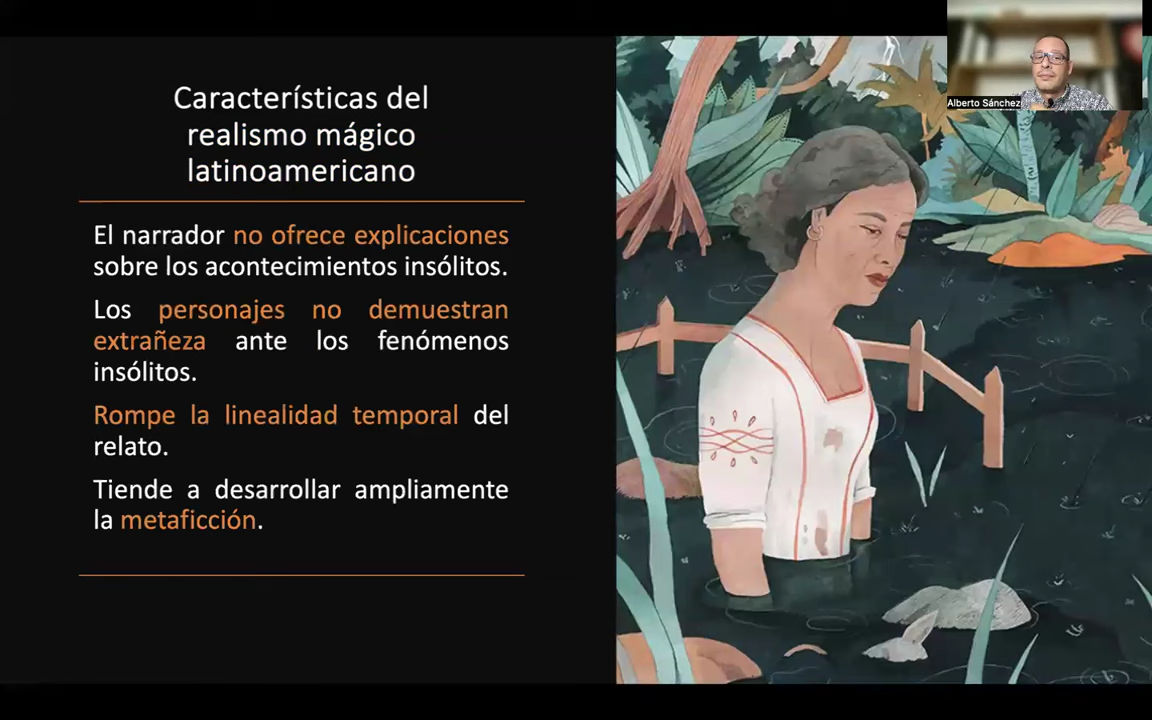 Características del
realismo mágico
latinoamericano
El narrador no ofrece explicaciones
sobre los acontecimientos insólitos.
Los personajes no demuestran
extrañeza ante los fenómenos
insólitos.
Rompe la linealidad temporal del
relato.
Tiende a desarrollar ampliamente
la metaficción.
Alberto Sánchez